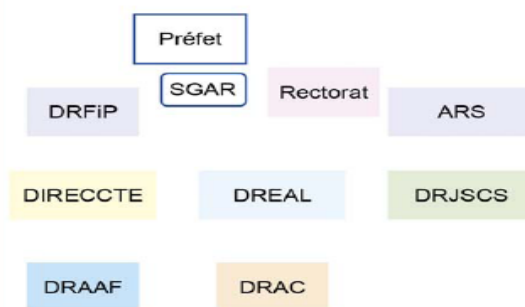 Préfet
SGAR
Rectorat
DRFiP
ARS
DIRECCTE
DREAL
DRJSCS
DRAAF
DRAC